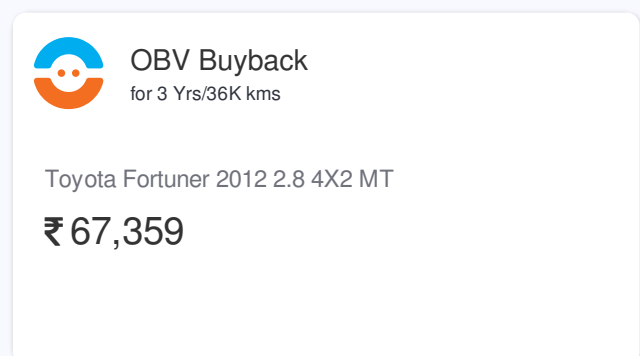 OBV Buyback
for 3 Yrs/36K kms
Toyota Fortuner 2012 2.8 4X2 MT
₹ 67,359